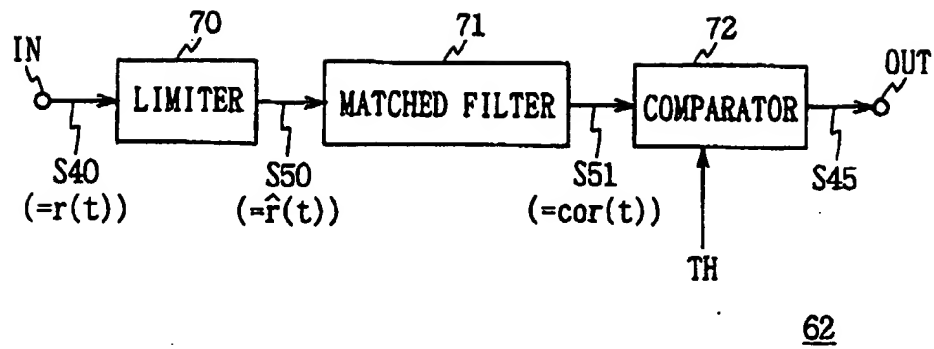 70
71
72
IN
OUT
LIMITER
MATCHED FILTER
COMPARATOR
S40
(=r(t))
S50
(=r̂(t))
S51
(=cor(t))
S45
TH
62